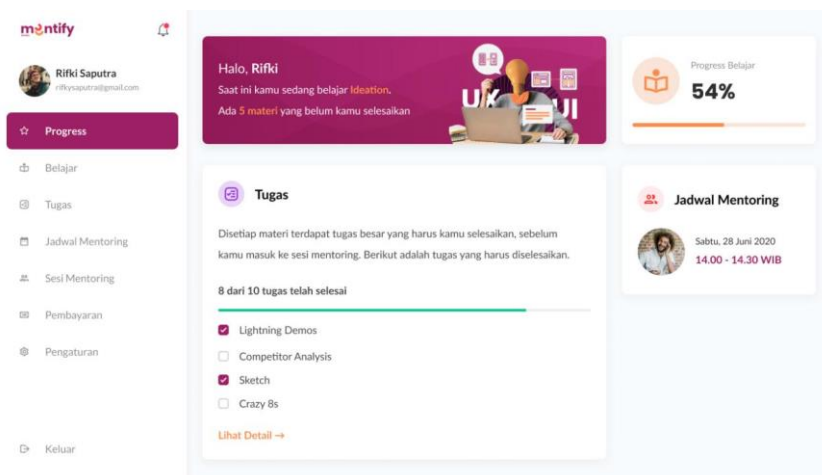 mentify
Rifki Saputra
rifkysaputra@gmail.com
Progress
Belajar
Tugas
Jadwal Mentoring
Sesi Mentoring
Pembayaran
Pengaturan
Keluar
Halo, Rifki
Saat ini kamu sedang belajar Ideation.
Ada 5 materi yang belum kamu selesaikan
UX
UI
Progress Belajar
54%
Tugas
Disetiap materi terdapat tugas besar yang harus kamu selesaikan, sebelum
kamu masuk ke sesi mentoring. Berikut adalah tugas yang harus diselesaikan.
8 dari 10 tugas telah selesai
Lightning Demos
Competitor Analysis
Sketch
Crazy 8s
Lihat Detail →
Jadwal Mentoring
Sabtu, 28 Juni 2020
14.00 - 14.30 WIB